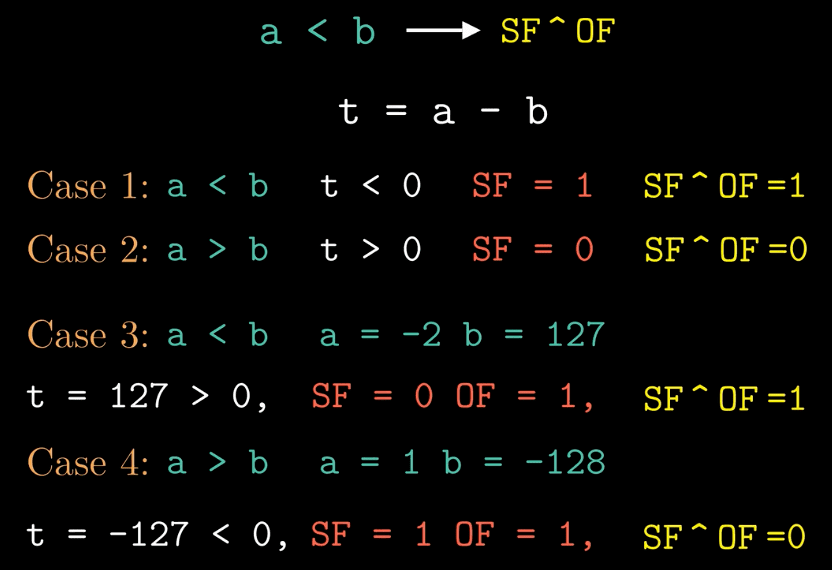 a < b ⟶ SF^OF
t = a - b
Case 1: a < b t < 0 SF = 1 SF^OF=1
Case 2: a > b t > 0 SF = 0 SF^OF=0
Case 3: a < b a = -2 b = 127
t = 127 > 0, SF = 0 OF = 1, SF^OF=1
Case 4: a > b a = 1 b = -128
t = -127 < 0, SF = 1 OF = 1, SF^OF=0